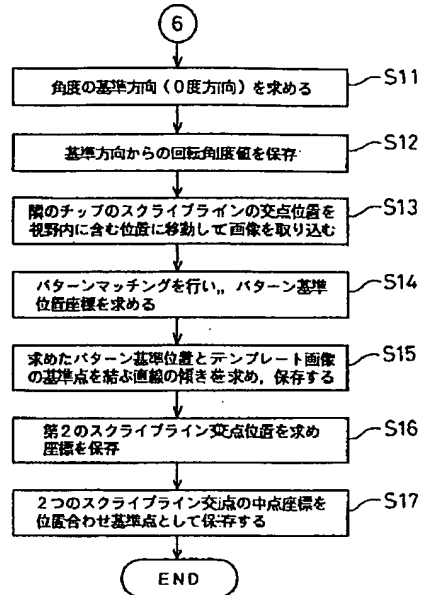 6
角度の基準方向(0度方向)を求める
S11
基準方向からの回転角度値を保存
S12
隣のチップのスクライブラインの交点位置を
視野内に含む位置に移動して画像を取り込む
S13
パターンマッチングを行い,、パターン基準
位置座標を求める
S14
求めたパターン基準位置とテンプレート画像
の基準点を結ぶ直線の傾きを求め,保存する
S15
第2のスクライブライン交点位置を求め
座標を保存
S16
2つのスクライブライン交点の中点座標を
位置合わせ基準点として保存する
S17
END